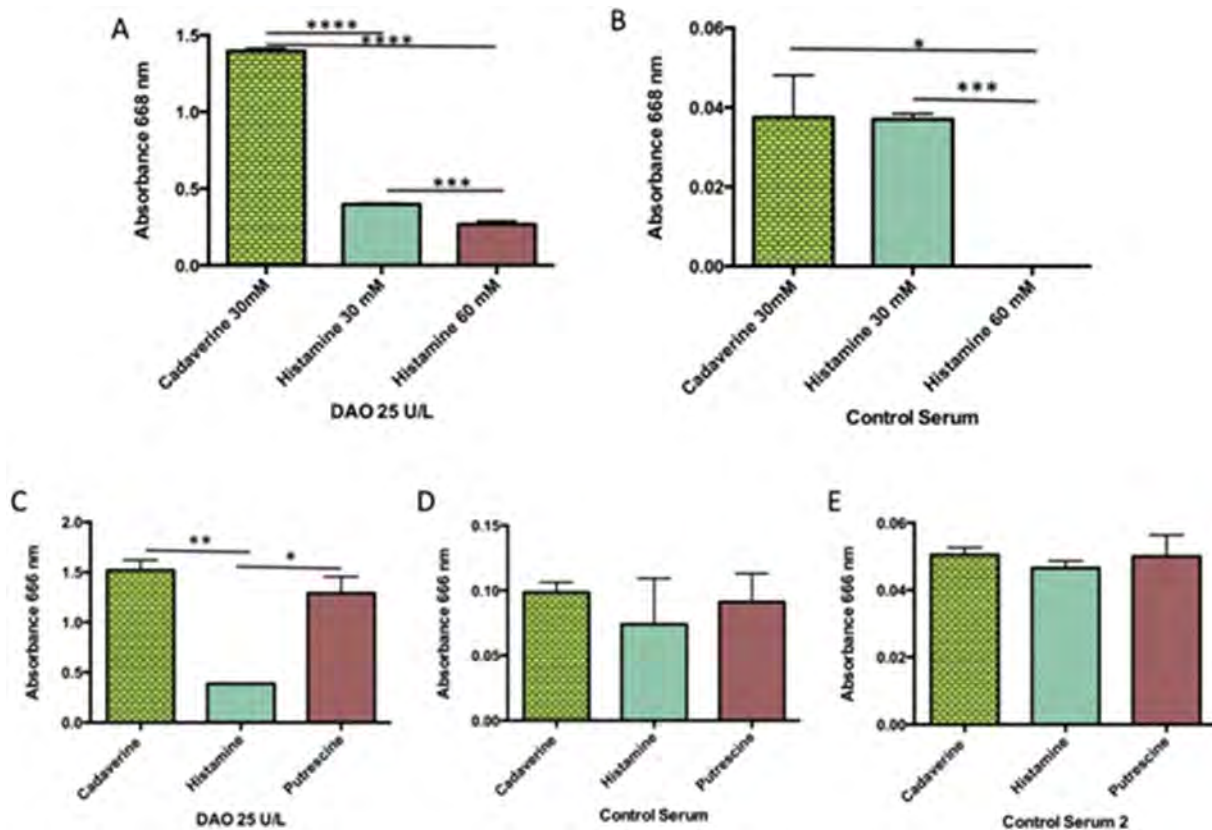 A
Absorbance 668 nm
1.5
1.0
0.5
0.0
****
****
***
Cadaverine 30mM
Histamine 30 mM
Histamine 60 mM
DAO 25 U/L
B
Absorbance 668 nm
0.06
0.04
0.02
0.00
*
***
Cadaverine 30mM
Histamine 30 mM
Histamine 60 mM
Control Serum
C
Absorbance 666 nm
2.0
1.5
1.0
0.5
0.0
**
*
Cadaverine
Histamine
Putrescine
DAO 25 U/L
D
Absorbance 666 nm
0.15
0.10
0.05
0.00
Cadaverine
Histamine
Putrescine
Control Serum
E
Absorbance 666 nm
0.06
0.04
0.02
0.00
Cadaverine
Histamine
Putrescine
Control Serum 2